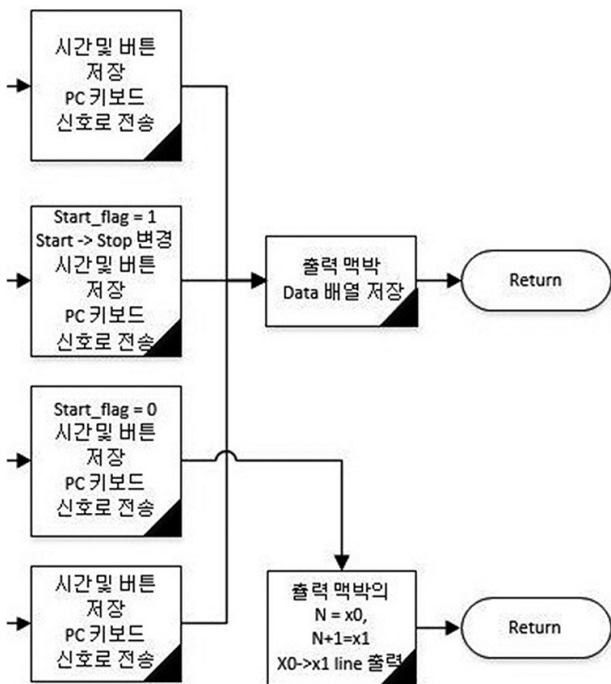 시간 및 버튼
저장
PC 키보드
신호로 전송
Start_flag = 1
Start -> Stop 변경
시간 및 버튼
저장
PC 키보드
신호로 전송
출력 맥박
Data 배열 저장
Return
Start_flag = 0
시간 및 버튼
저장
PC 키보드
신호로 전송
시간 및 버튼
저장
PC 키보드
신호로 전송
츌력 맥박의
N = x0,
N+1=x1
X0->x1 line 출력
Return